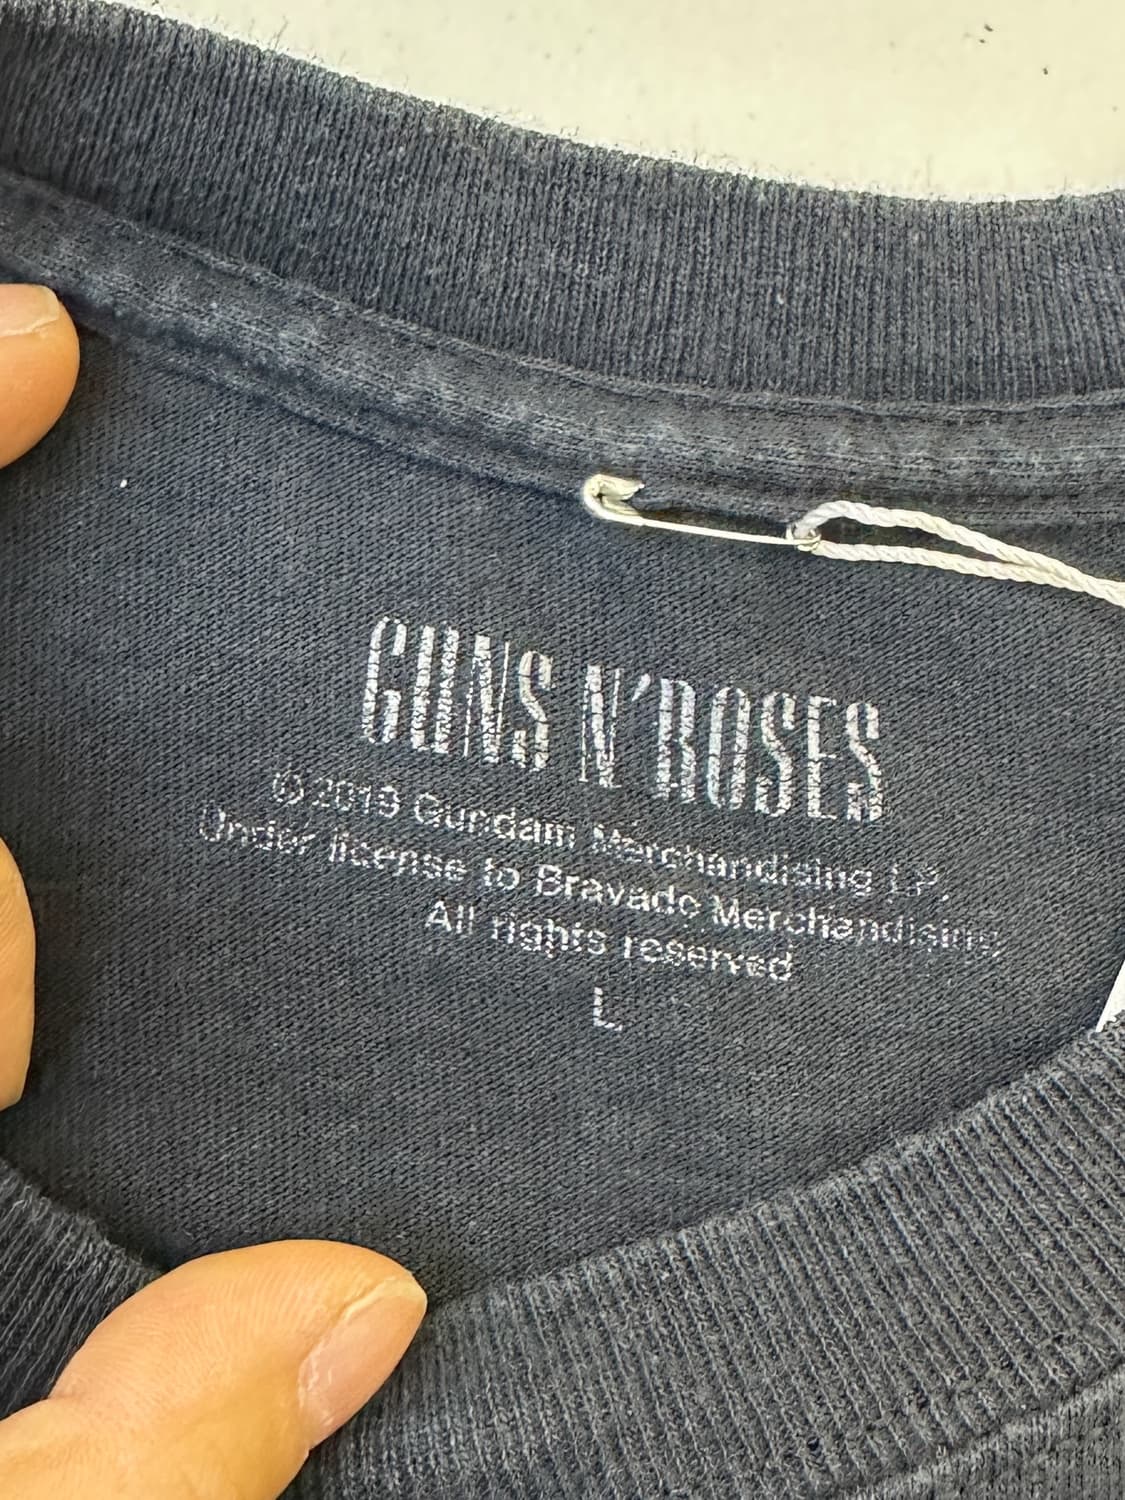 GUNS N'ROSES
© 2019 Gundam Merchandising LP.
Under license to Bravado Merchandising.
All rights reserved
L